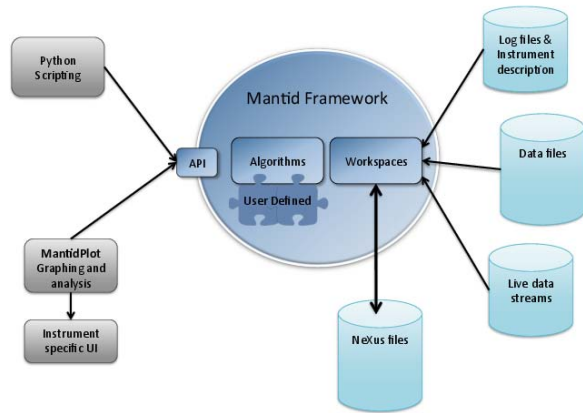 Python
Scripting
Mantid Framework
Log files &
Instrument
description
API
Algorithms
Workspaces
User Defined
Data files
MantidPlot
Graphing and
analysis
Instrument
specific UI
NeXus files
Live data
streams